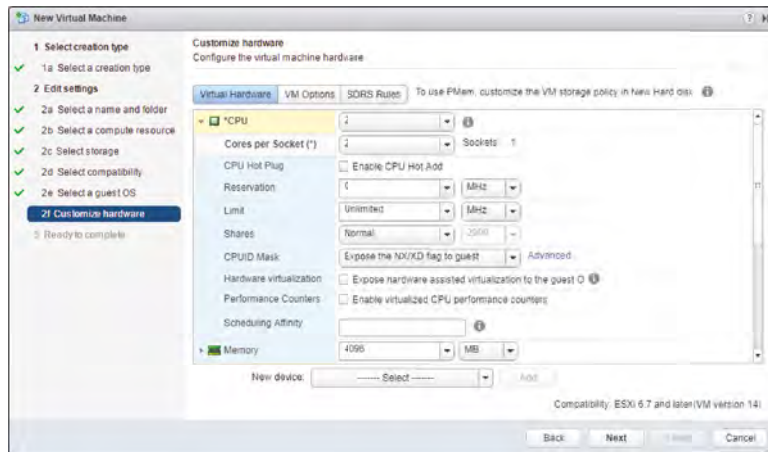 New Virtual Machine
1 Select creation type
1a Select a creation type
2 Edit settings
2a Select a name and folder
2b Select a compute resource
2c Select storage
2d Select compatibility
2e Select a guest OS
2f Customize hardware
3 Ready to complete
Customize hardware
Configure the virtual machine hardware
Virtual Hardware VM Options SDRS Rules To use PMem, customize the VM storage policy in New Hard disk
*CPU 2
Cores per Socket (*) 2 Sockets 1
CPU Hot Plug Enable CPU Hot Add
Reservation 0 MHz
Limit Unlimited MHz
Shares Normal 2000
CPUID Mask Expose the NX/XD flag to guest Advanced
Hardware virtualization Expose hardware assisted virtualization to the guest O
Performance Counters Enable virtualized CPU performance counters
Scheduling Affinity
Memory 4096 MB
New device: ------- Select ------- Add
Compatibility: ESXi 6.7 and later (VM version 14)
Back Next Finish Cancel